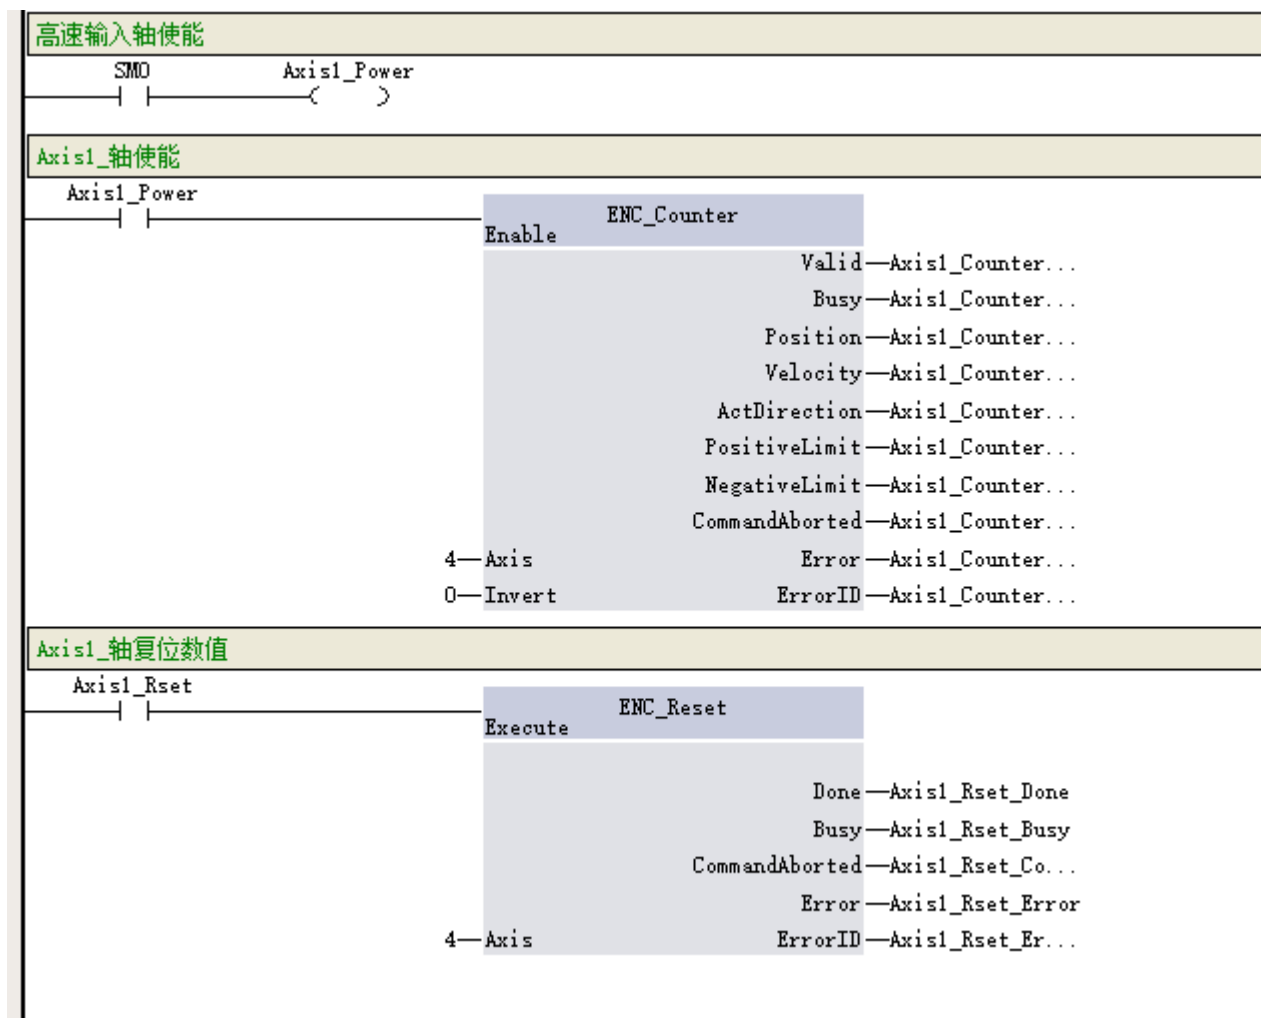 高速输入轴使能
SM0 Axis1_Power
Axis1_轴使能
Axis1_Power
ENC_Counter
Enable
Valid Axis1_Counter...
Busy Axis1_Counter...
Position Axis1_Counter...
Velocity Axis1_Counter...
ActDirection Axis1_Counter...
PositiveLimit Axis1_Counter...
NegativeLimit Axis1_Counter...
CommandAborted Axis1_Counter...
4 Axis Error Axis1_Counter...
0 Invert ErrorID Axis1_Counter...
Axis1_轴复位数值
Axis1_Rset
ENC_Reset
Execute
Done Axis1_Rset_Done
Busy Axis1_Rset_Busy
CommandAborted Axis1_Rset_Co...
Error Axis1_Rset_Error
4 Axis ErrorID Axis1_Rset_Er...